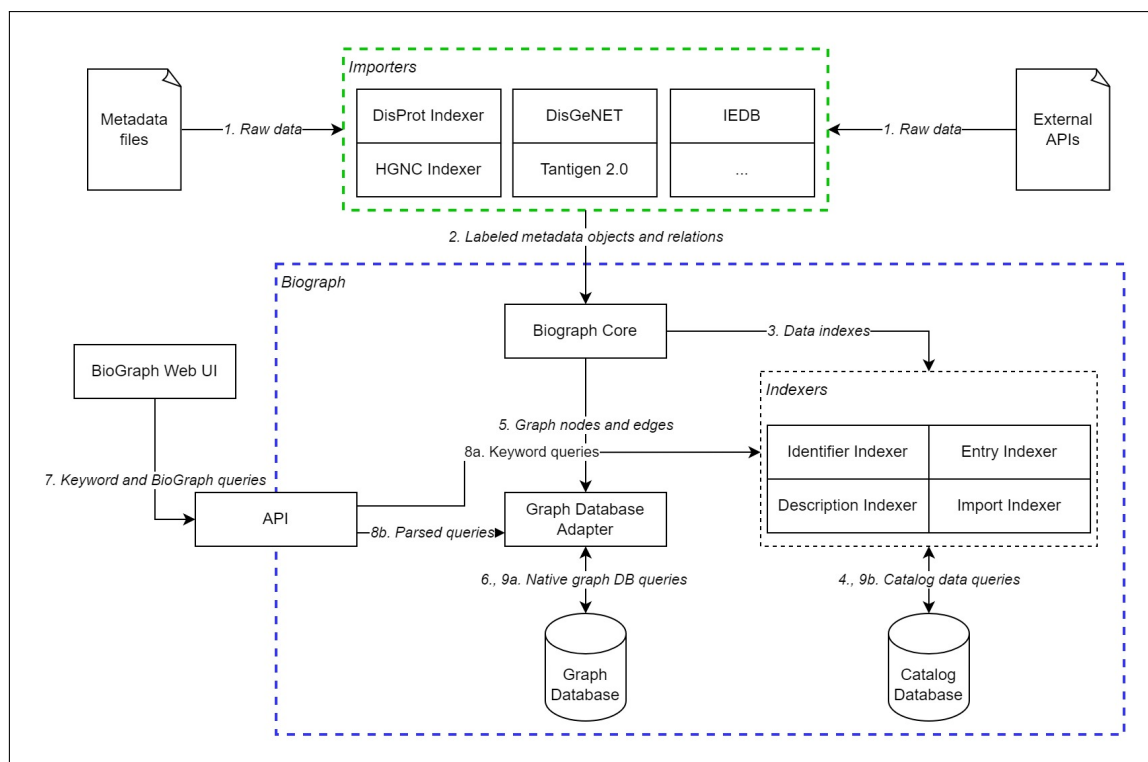 Importers
Metadata
files
1. Raw data
DisProt Indexer
DisGeNET
IEDB
HGNC Indexer
Tantigen 2.0
...
1. Raw data
External
APIs
2. Labeled metadata objects and relations
Biograph
Biograph Core
3. Data indexes
BioGraph Web UI
Indexers
5. Graph nodes and edges
8a. Keyword queries
Identifier Indexer
Entry Indexer
Description Indexer
Import Indexer
7. Keyword and BioGraph queries
API
8b. Parsed queries
Graph Database
Adapter
6., 9a. Native graph DB queries
4., 9b. Catalog data queries
Graph
Database
Catalog
Database